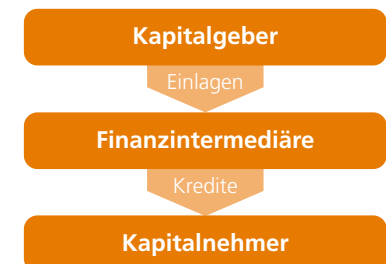 Kapitalgeber
Einlagen
Finanzintermediäre
Kredite
Kapitalnehmer